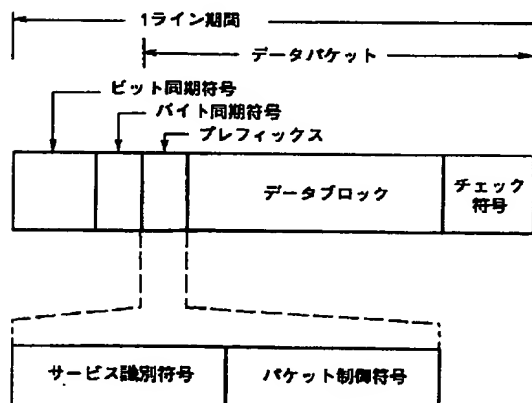 1ライン期間
データパケット
ビット同期符号
バイト同期符号
プレフィックス
データブロック
チェック
符号
サービス識別符号
パケット制御符号